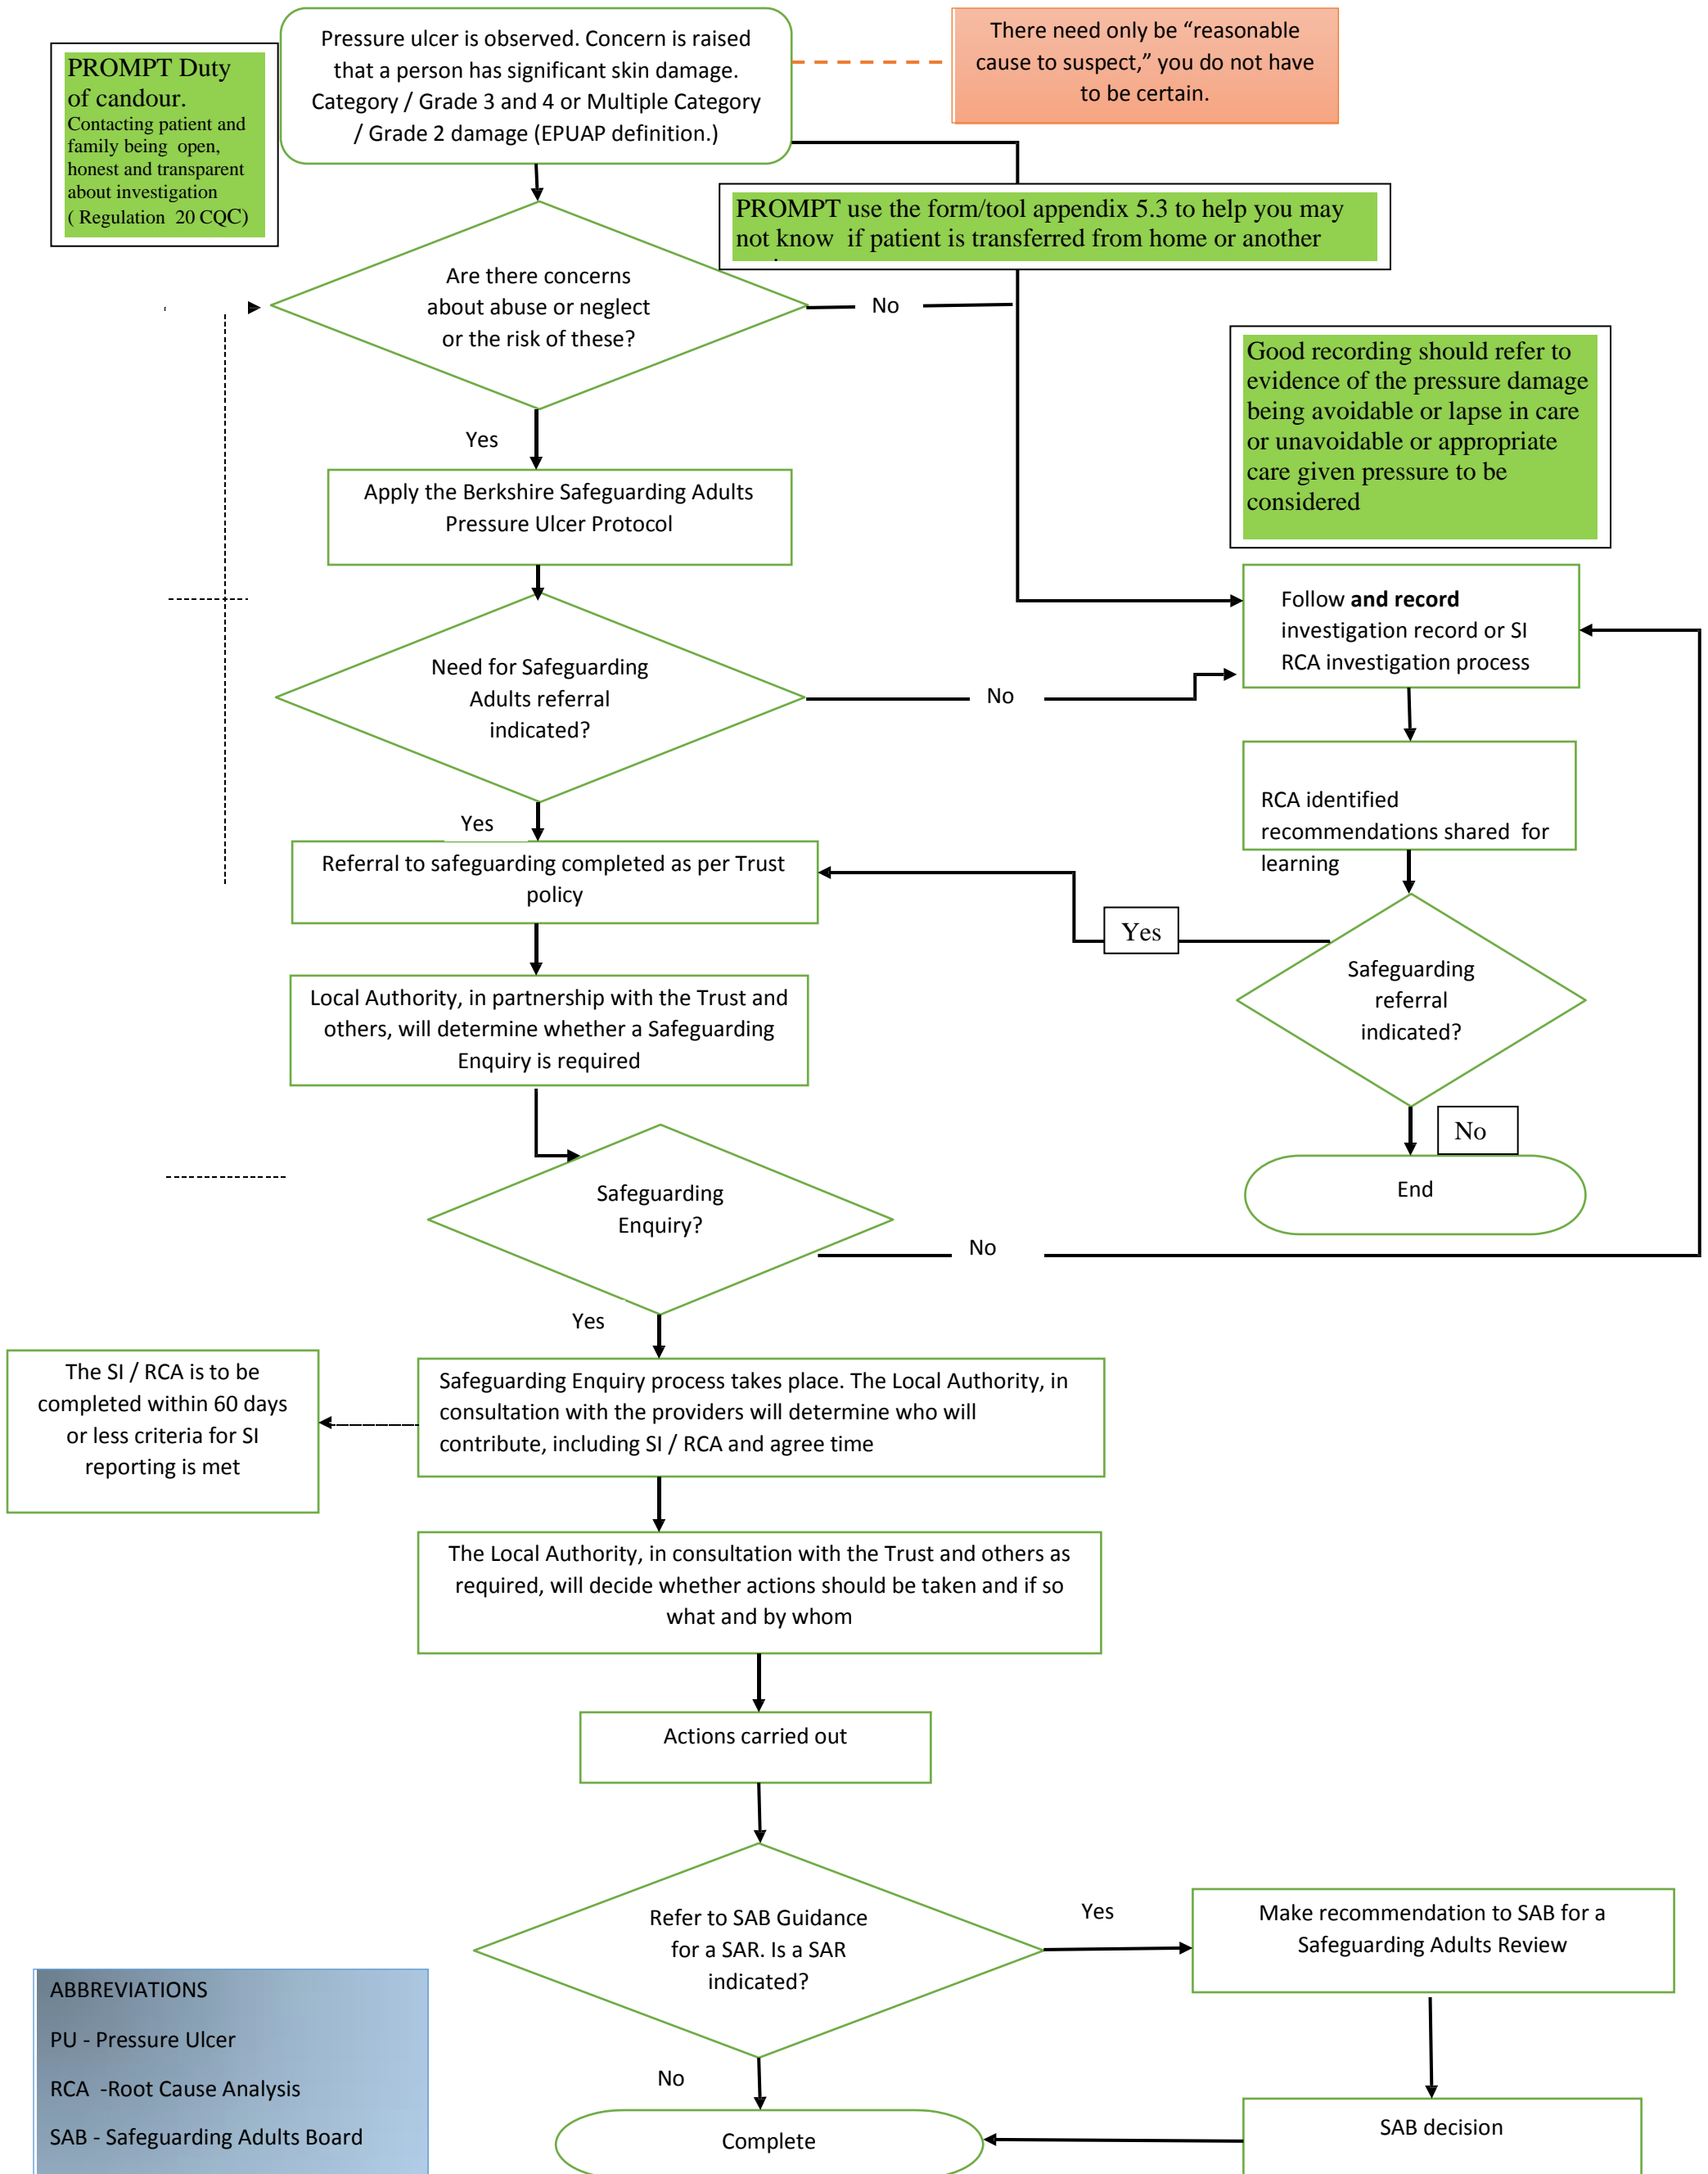 Pressure ulcer is observed. Concern is raised
that a person has significant skin damage.
Category / Grade 3 and 4 or Multiple Category
/ Grade 2 damage (EPUAP definition.)
There need only be “reasonable
cause to suspect,” you do not have
to be certain.
PROMPT Duty
of candour.
Contacting patient and
family being open,
honest and transparent
about investigation
( Regulation 20 CQC)
PROMPT use the form/tool appendix 5.3 to help you may
not know if patient is transferred from home or another
Are there concerns
about abuse or neglect
or the risk of these?
No
Good recording should refer to
evidence of the pressure damage
being avoidable or lapse in care
or unavoidable or appropriate
care given pressure to be
considered
Yes
Apply the Berkshire Safeguarding Adults
Pressure Ulcer Protocol
Follow and record
investigation record or SI
RCA investigation process
Need for Safeguarding
Adults referral
indicated?
No
RCA identified
recommendations shared for
learning
Yes
Referral to safeguarding completed as per Trust
policy
Yes
Safeguarding
referral
indicated?
Local Authority, in partnership with the Trust and
others, will determine whether a Safeguarding
Enquiry is required
No
End
Safeguarding
Enquiry?
No
Yes
The SI / RCA is to be
completed within 60 days
or less criteria for SI
reporting is met
Safeguarding Enquiry process takes place. The Local Authority, in
consultation with the providers will determine who will
contribute, including SI / RCA and agree time
The Local Authority, in consultation with the Trust and others as
required, will decide whether actions should be taken and if so
what and by whom
Actions carried out
Refer to SAB Guidance
for a SAR. Is a SAR
indicated?
Yes
Make recommendation to SAB for a
Safeguarding Adults Review
No
Complete
SAB decision
ABBREVIATIONS
PU - Pressure Ulcer
RCA -Root Cause Analysis
SAB - Safeguarding Adults Board